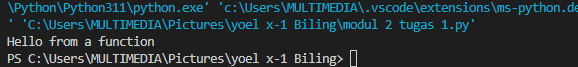 \Python\Python311\python.exe' 'c:\Users\MULTIMEDIA\.vscode\extensions\ms-python.de
' 'C:\Users\MULTIMEDIA\Pictures\yoel x-1 Biling\modul 2 tugas 1.py'
Hello from a function
PS C:\Users\MULTIMEDIA\Pictures\yoel x-1 Biling>